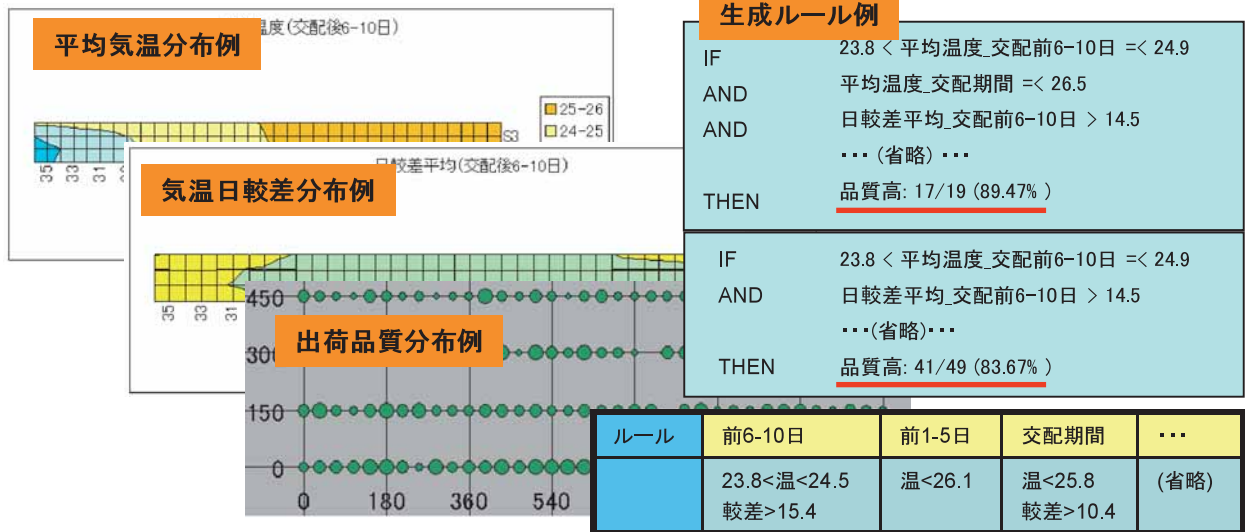 温度(交配後6-10日)
平均気温分布例
25-26
24-25
S3
35
33
31
日較差平均(交配後6-10日)
気温日較差分布例
35
33
31
出荷品質分布例
450
300
150
0
0
180
360
540
生成ルール例
IF 23.8 < 平均温度_交配前6-10日 =< 24.9
AND 平均温度_交配期間 =< 26.5
AND 日較差平均_交配前6-10日 > 14.5
・・・(省略)・・・
THEN 品質高: 17/19 (89.47% )
IF 23.8 < 平均温度_交配前6-10日 =< 24.9
AND 日較差平均_交配前6-10日 > 14.5
・・・(省略)・・・
THEN 品質高: 41/49 (83.67% )
ルール 前6-10日 前1-5日 交配期間 ・・・
23.8<温<24.5 温<26.1 温<25.8 (省略)
較差>15.4 較差>10.4